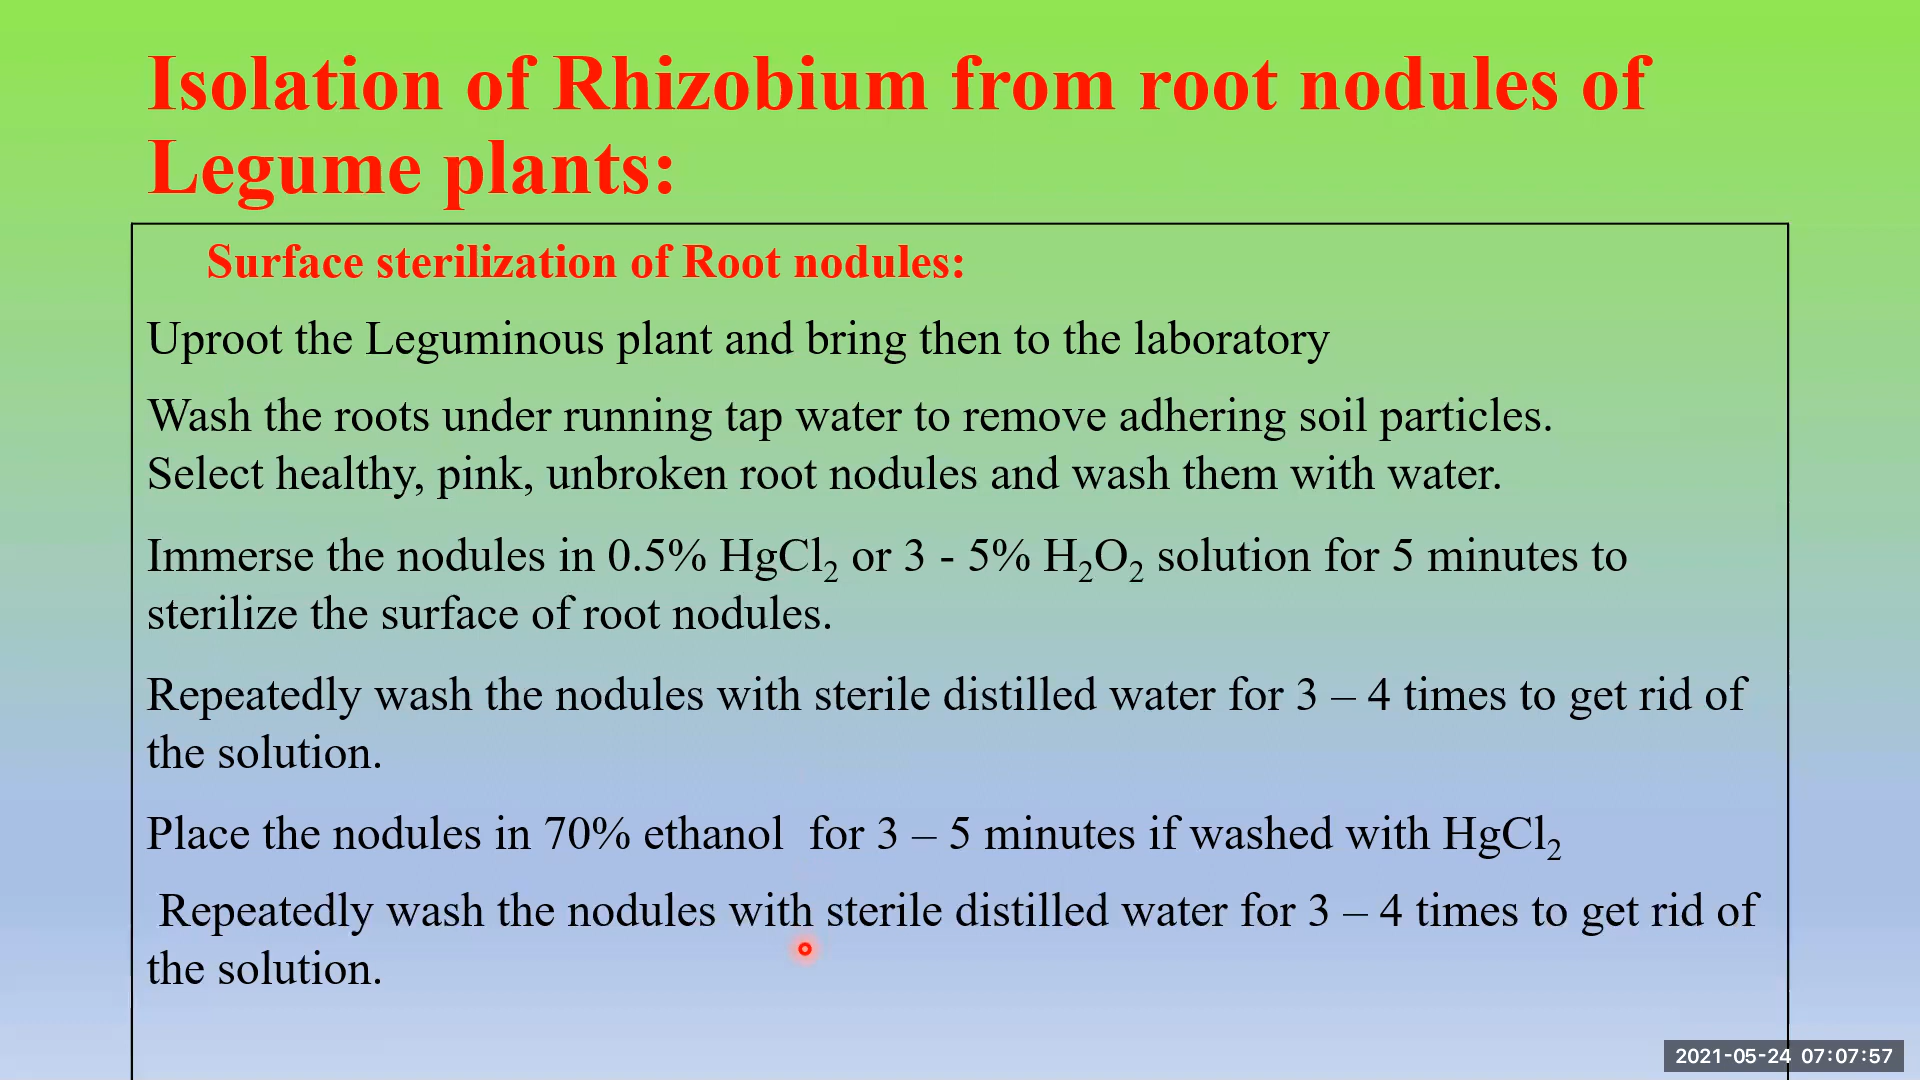 Isolation of Rhizobium from root nodules of
Legume plants:
Surface sterilization of Root nodules:
Uproot the Leguminous plant and bring then to the laboratory
Wash the roots under running tap water to remove adhering soil particles.
Select healthy, pink, unbroken root nodules and wash them with water.
Immerse the nodules in 0.5% HgCl₂ or 3 - 5% H₂O₂ solution for 5 minutes to
sterilize the surface of root nodules.
Repeatedly wash the nodules with sterile distilled water for 3 – 4 times to get rid of
the solution.
Place the nodules in 70% ethanol  for 3 – 5 minutes if washed with HgCl₂
Repeatedly wash the nodules with sterile distilled water for 3 – 4 times to get rid of
the solution.
2021-05-24 07:07:57